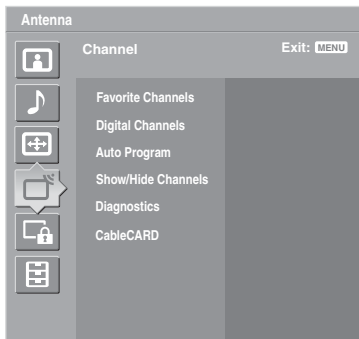 Antenna
Channel Exit: MENU
Favorite Channels
Digital Channels
Auto Program
Show/Hide Channels
Diagnostics
CableCARD